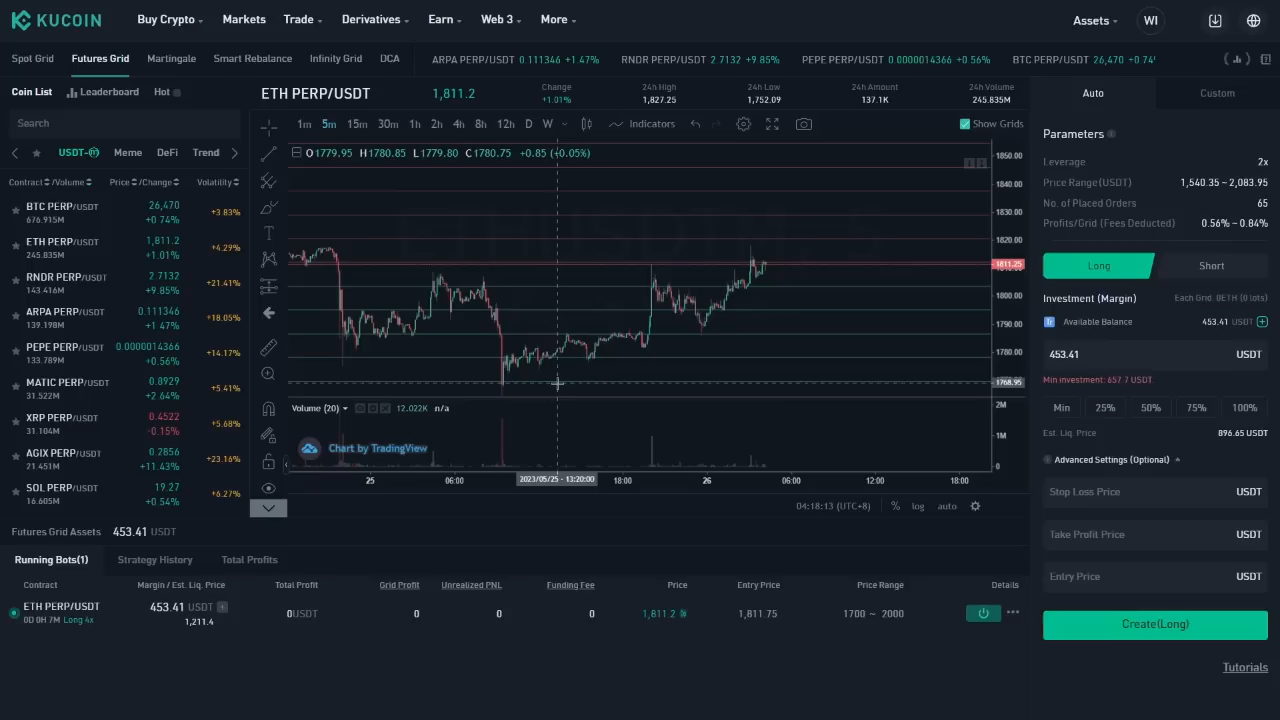 KUCOIN Buy Crypto Markets Trade Derivatives Earn Web 3 More Assets WI
Spot Grid Futures Grid Martingale Smart Rebalance Infinity Grid DCA ARPA PERP/USDT 0.111346 +1.47% RNDR PERP/USDT 2.7132 +9.85% PEPE PERP/USDT 0.0000014366 +0.56% BTC PERP/USDT 26,470
Coin List Leaderboard Hot
ETH PERP/USDT 1,811.2
Change 24h High 24h Low 24h Amount 24h Volume
+1.01% 1,827.25 1,752.09 137.1K 245.835M
Auto Custom
Search
1m 5m 15m 30m 1h 2h 4h 8h 12h D W Indicators Show Grids
USDT-M Meme DeFi Trend
O1779.95 H1780.85 L1779.80 C1780.75 +0.85 (+0.05%)
Contract/Volume Price/Change Volatility
BTC PERP/USDT 26,470
676.915M +0.74% +3.83%
ETH PERP/USDT 1,811.2
245.835M +1.01% +4.29%
RNDR PERP/USDT 2.7132
143.416M +9.85% +21.41%
ARPA PERP/USDT 0.111346
139.198M +1.47% +18.05%
PEPE PERP/USDT 0.0000014366
133.789M +0.56% +14.17%
MATIC PERP/USDT 0.8929
31.522M +2.64% +5.41%
XRP PERP/USDT 0.4522
31.104M -0.15% +5.68%
AGIX PERP/USDT 0.2856
21.451M +11.43% +23.16%
SOL PERP/USDT 19.27
16.605M +0.54% +6.27%
1850.00
1840.00
1830.00
1820.00
1811.25
1800.00
1790.00
1780.00
1768.95
Volume (20) 12.022K n/a
2M
1M
0
Chart by TradingView
25 06:00 2023/05/25 - 13:20:00 18:00 26 06:00 12:00 18:00
04:18:13 (UTC+8) % log auto
Parameters
Leverage 2x
Price Range(USDT) 1,540.35 ~ 2,083.95
No. of Placed Orders 65
Profits/Grid (Fees Deducted) 0.56% ~ 0.84%
Long Short
Investment (Margin) Each Grid 0ETH (0 lots)
Available Balance 453.41 USDT
453.41 USDT
Min investment: 657.7 USDT
Min 25% 50% 75% 100%
Est. Liq. Price 896.65 USDT
Advanced Settings (Optional)
Stop Loss Price USDT
Take Profit Price USDT
Entry Price USDT
Create(Long)
Tutorials
Futures Grid Assets 453.41 USDT
Running Bots(1) Strategy History Total Profits
Contract Margin / Est. Liq. Price Total Profit Grid Profit Unrealized PNL Funding Fee Price Entry Price Price Range Details
ETH PERP/USDT 453.41 USDT 0USDT 0 0 0 1,811.2 1,811.75 1700 ~ 2000
0D 0H 7M Long 4x 1,211.4